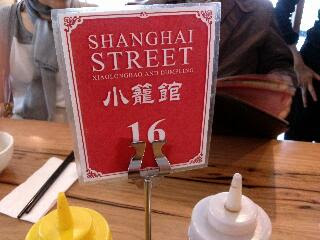 SHANGHAI
STREET
XIAOLONGBAO AND DUMPLING
小籠館
16